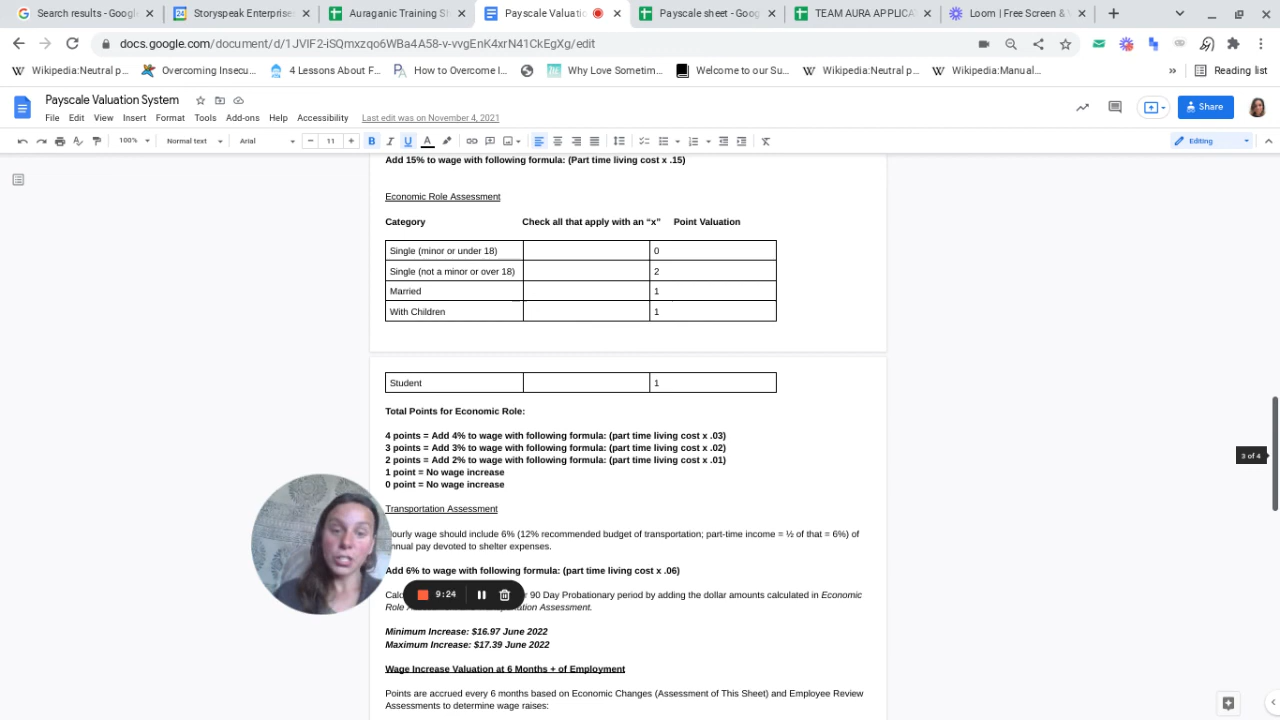 Search results
Storyspeak Enterprise
Auraganic SI Stora
Payscale Valuatio
Payscale sheet - Goog
TEAM AURA APPLICA
Loom | Free Screen & V
docs.google.com/document/d/1JVIF2-iSQmxzqo6WBa4A58-v-vvgEnK4xrN41CkEgXg/edit
Wikipedia:Neutral p...
Overcoming Insecu...
4 Lessons About F...
How to Overcome I...
Why Love Sometim...
Welcome to our Su...
Wikipedia:Neutral p...
Wikipedia:Manual...
»
Reading list
Payscale Valuation System
File Edit View Insert Format Tools Add-ons Help Accessibility Last edit was on November 4, 2021
Share
100% Normal text Arial 11 B I U A Editing
Add 15% to wage with following formula: (Part time living cost x .15)
Economic Role Assessment
Category Check all that apply with an “x” Point Valuation
Single (minor or under 18) 0
Single (not a minor or over 18) 2
Married 1
With Children 1
Student 1
Total Points for Economic Role:
4 points = Add 4% to wage with following formula: (part time living cost x .03)
3 points = Add 3% to wage with following formula: (part time living cost x .02)
2 points = Add 2% to wage with following formula: (part time living cost x .01)
3 of 4
1 point = No wage increase
0 point = No wage increase
Transportation Assessment
ourly wage should include 6% (12% recommended budget of transportation; part-time income = ½ of that = 6%) of
nnual pay devoted to shelter expenses.
Add 6% to wage with following formula: (part time living cost x .06)
Calc
90 Day Probationary period by adding the dollar amounts calculated in Economic
9:24
Role
ation Assessment.
Minimum Increase: $16.97 June 2022
Maximum Increase: $17.39 June 2022
Wage Increase Valuation at 6 Months + of Employment
Points are accrued every 6 months based on Economic Changes (Assessment of This Sheet) and Employee Review
Assessments to determine wage raises: